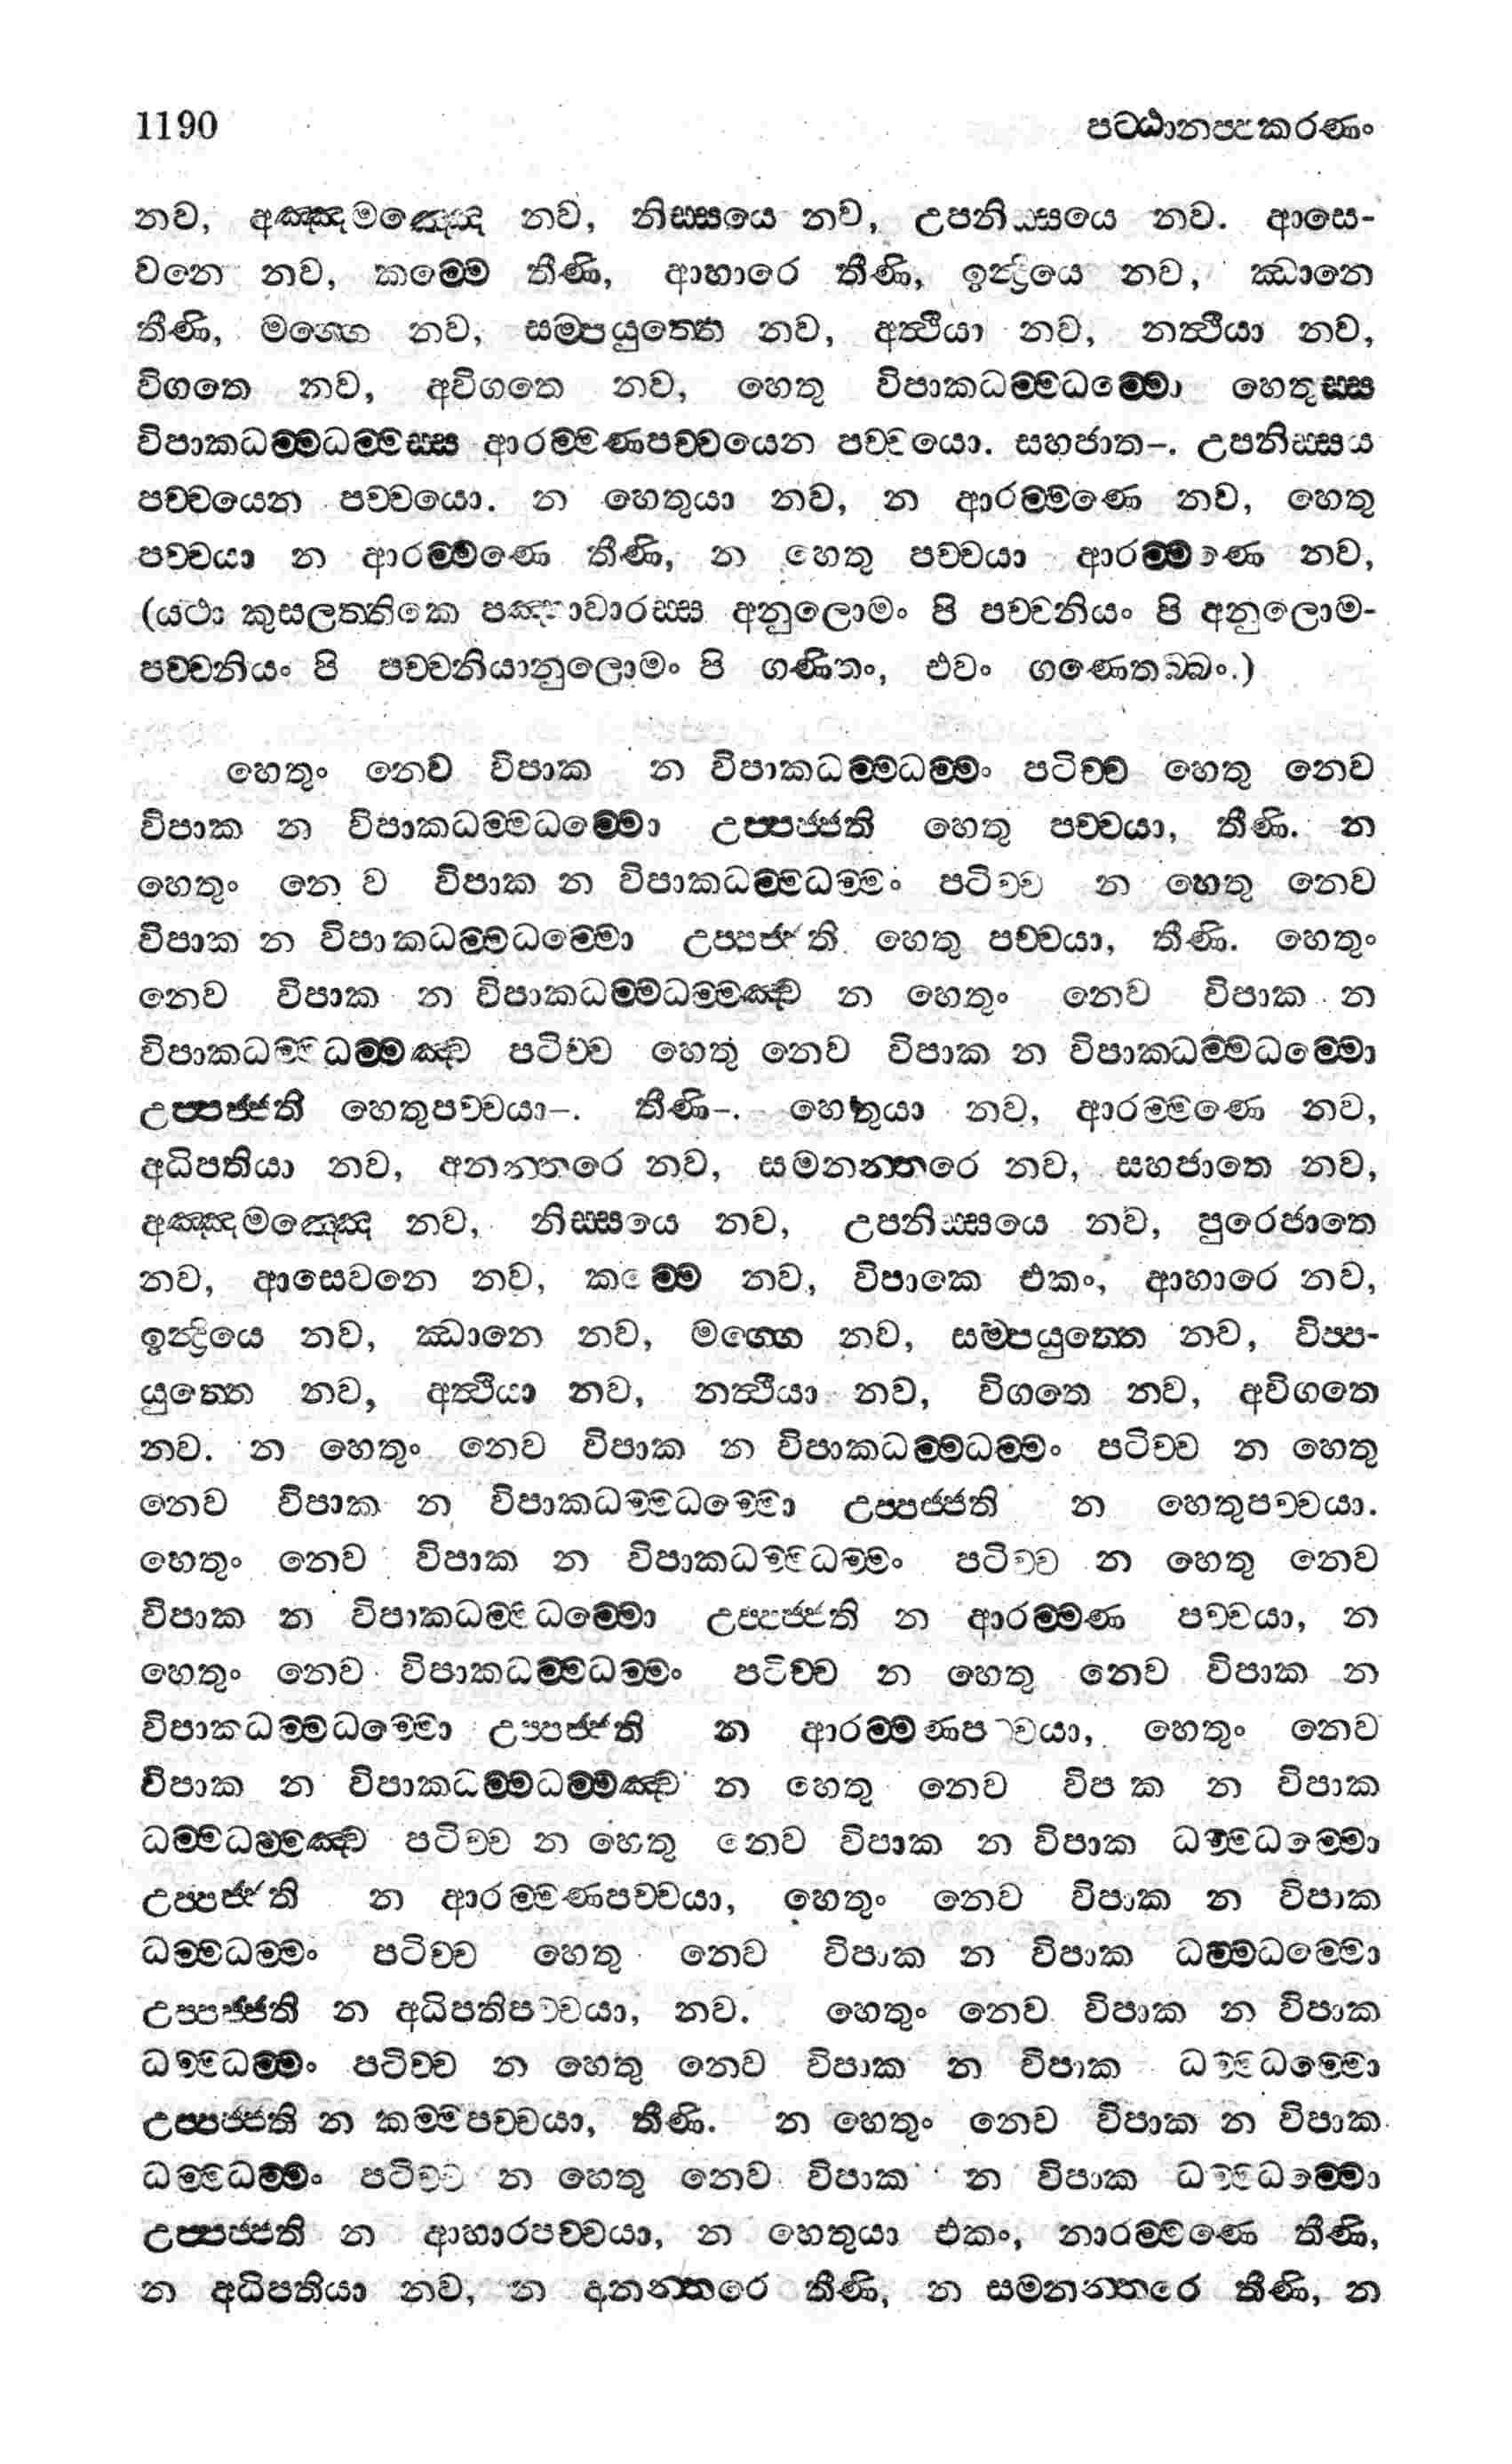 1190 පට්ඨානප්පකරණං
නව, අඤ්ඤමඤ්ඤෙ නව, නිස්සයෙ නව, උපනිස්සයෙ නව. ආසෙ-
වනෙ නව, කම්මෙ තීණි, ආහාරෙ තීණි, ඉන්ද්‍රියෙ නව, ඣානෙ
තීණි, මග්ගෙ නව, සම්පයුත්තෙ නව, අත්ථියා නව, නත්ථියා නව,
විගතෙ නව, අවිගතෙ නව, හෙතු විපාකධම්මධම්මො හෙතුස්ස
විපාකධම්මධම්මස්ස ආරම්මණපච්චයෙන පච්චයො. සහජාත–. උපනිස්සය
පච්චයෙන පච්චයො. න හෙතුයා නව, න ආරම්මණෙ නව, හෙතු
පච්චයා න ආරම්මණෙ තීණි, න හෙතු පච්චයා ආරම්මණෙ නව,
(යථා කුසලත්තිකෙ පඤ්හාවාරස්ස අනුලොමං පි පච්චනියං පි අනුලොම-
පච්චනියං පි පච්චනියානුලොමං පි ගණිතං, එවං ගණෙතබ්බං.)
හෙතුං නෙව විපාක න විපාකධම්මධම්මං පටිච්ච හෙතු නෙව
විපාක න විපාකධම්මධම්මො උප්පජ්ජති හෙතු පච්චයා, තීණි. න
හෙතුං නෙ ව විපාක න විපාකධම්මධම්මං පටිච්ච න හෙතු නෙව
විපාක න විපාකධම්මධම්මො උප්පජ්ජති හෙතු පච්චයා, තීණි. හෙතුං
නෙව විපාක න විපාකධම්මධම්මඤ්ච න හෙතුං නෙව විපාක න
විපාකධම්මධම්මඤ්ච පටිච්ච හෙතු නෙව විපාක න විපාකධම්මධම්මො
උප්පජ්ජති හෙතුපච්චයා–. තීණි–. හෙතුයා නව, ආරම්මණෙ නව,
අධිපතියා නව, අනන්තරෙ නව, සමනන්තරෙ නව, සහජාතෙ නව,
අඤ්ඤමඤ්ඤෙ නව, නිස්සයෙ නව, උපනිස්සයෙ නව, පුරෙජාතෙ
නව, ආසෙවනෙ නව, කම්මෙ නව, විපාකෙ එකං, ආහාරෙ නව,
ඉන්ද්‍රියෙ නව, ඣානෙ නව, මග්ගෙ නව, සම්පයුත්තෙ නව, විප්ප-
යුත්තෙ නව, අත්ථියා නව, නත්ථියා නව, විගතෙ නව, අවිගතෙ
නව. න හෙතුං නෙව විපාක න විපාකධම්මධම්මං පටිච්ච න හෙතු
නෙව විපාක න විපාකධම්මධම්මො උප්පජ්ජති න හෙතුපච්චයා.
හෙතුං නෙව විපාක න විපාකධම්මධම්මං පටිච්ච න හෙතු නෙව
විපාක න විපාකධම්මධම්මො උප්පජ්ජති න ආරම්මණ පච්චයා, න
හෙතුං නෙව විපාකධම්මධම්මං පටිච්ච න හෙතු නෙව විපාක න
විපාකධම්මධම්මො උප්පජ්ජති න ආරම්මණපච්චයා, හෙතුං නෙව
විපාක න විපාකධම්මධම්මඤ්ච න හෙතු නෙව විපාක න විපාක
ධම්මධම්මඤ්ච පටිච්ච න හෙතු නෙව විපාක න විපාක ධම්මධම්මො
උප්පජ්ජති න ආරම්මණපච්චයා, හෙතුං නෙව විපාක න විපාක
ධම්මධම්මං පටිච්ච හෙතු නෙව විපාක න විපාක ධම්මධම්මො
උප්පජ්ජති න අධිපතිපච්චයා, නව. හෙතුං නෙව විපාක න විපාක
ධම්මධම්මං පටිච්ච න හෙතු නෙව විපාක න විපාක ධම්මධම්මො
උප්පජ්ජති න කම්මපච්චයා, තීණි. න හෙතුං නෙව විපාක න විපාක
ධම්මධම්මං පටිච්ච න හෙතු නෙව විපාක න විපාක ධම්මධම්මො
උප්පජ්ජති න ආහාරපච්චයා, න හෙතුයා එකං, නාරම්මණෙ තීණි,
න අධිපතියා නව, න අනන්තරෙ තීණි, න සමනන්තරෙ තීණි, න